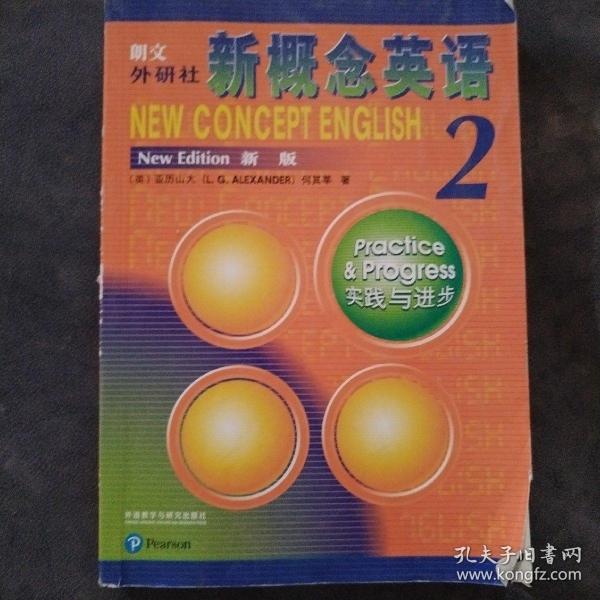 朗文
外研社
新概念英语
NEW CONCEPT ENGLISH
2
New Edition 新 版
(英) 亚历山大 (L. G. ALEXANDER) 何其莘 著
Practice
& Progress
实践与进步
外语教学与研究出版社
Pearson
孔夫子旧书网
www.kongfz.com